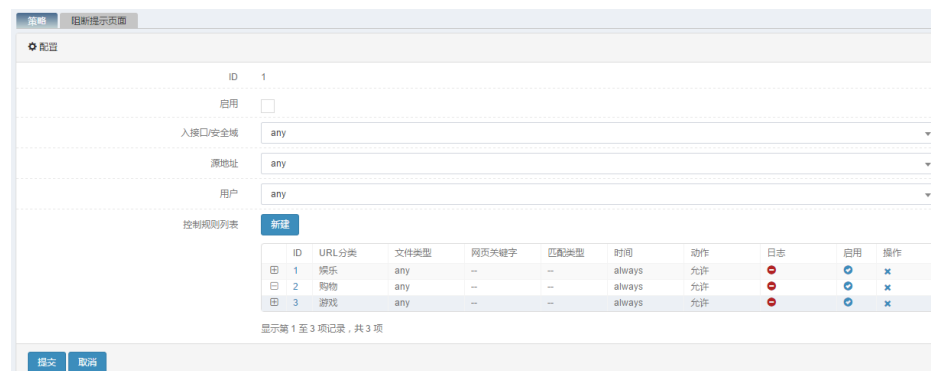 策略 阻断提示页面
配置
ID 1
启用
入接口/安全域 any
源地址 any
用户 any
控制规则列表 新建
ID URL分类 文件类型 网页关键字 匹配类型 时间 动作 日志 启用 操作
1 娱乐 any -- -- always 允许
2 购物 any -- -- always 允许
3 游戏 any -- -- always 允许
显示第 1 至 3 项记录，共 3 项
提交 取消